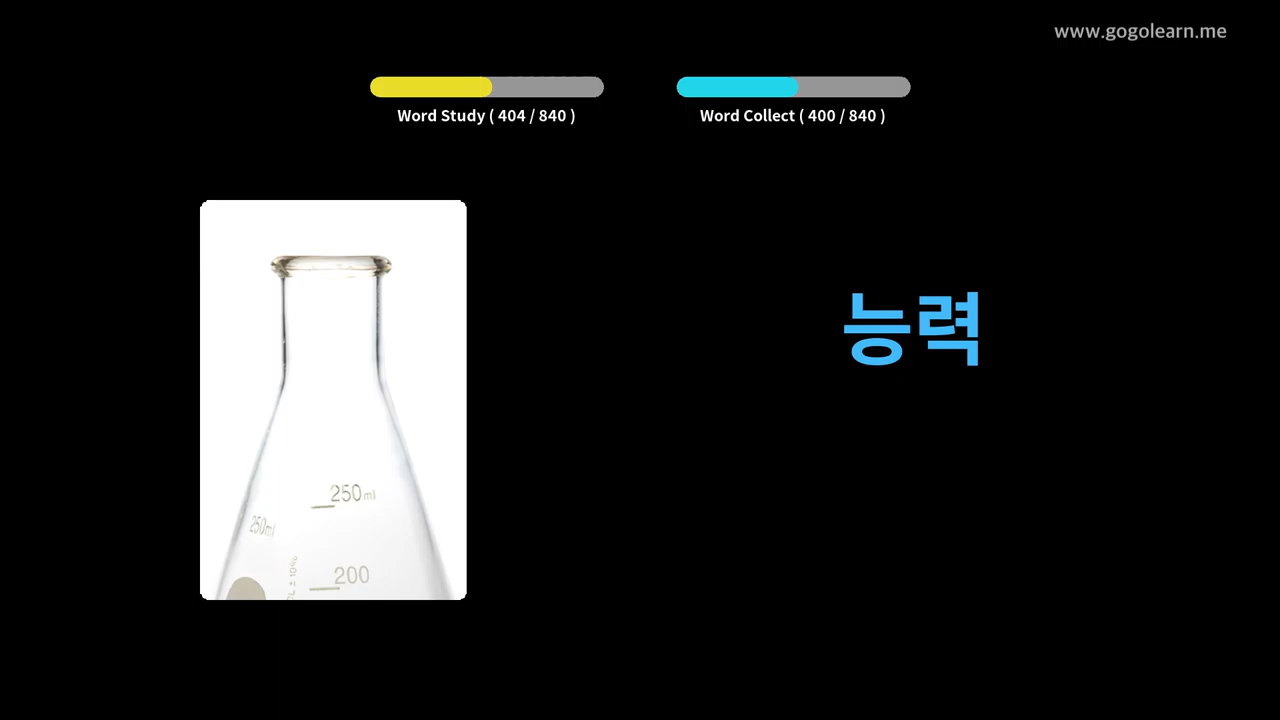 www.gogolearn.me
Word Study ( 404 / 840 )
Word Collect ( 400 / 840 )
능력
250ml
250ml
200